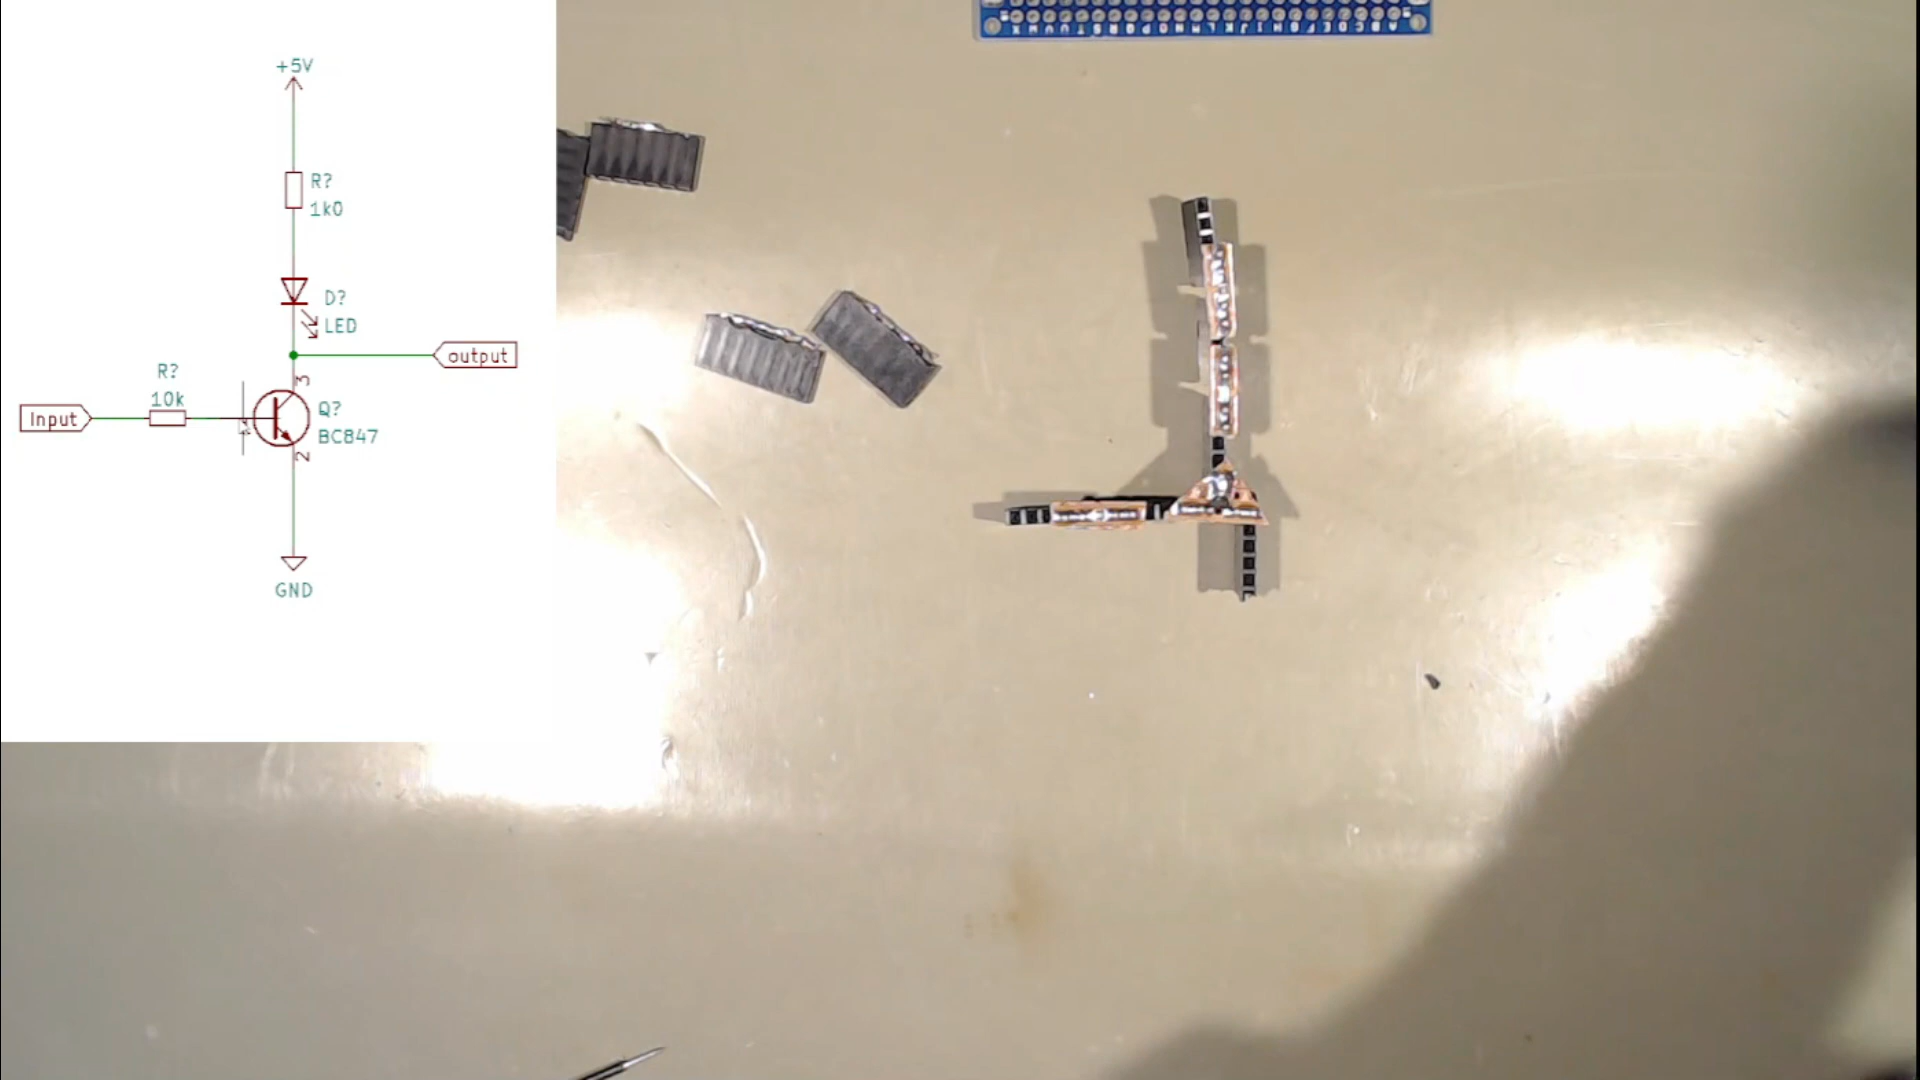 +5V
R?
1k0
D?
LED
output
3
R?
10k
Input
Q?
BC847
2
GND